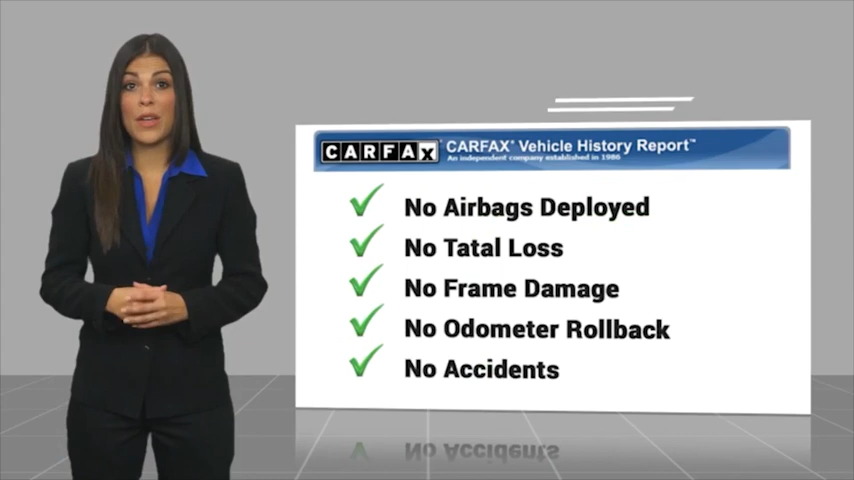 CARFAX CARFAX® Vehicle History Report™
An independent company established in 1986
No Airbags Deployed
No Tatal Loss
No Frame Damage
No Odometer Rollback
No Accidents
No Accidents